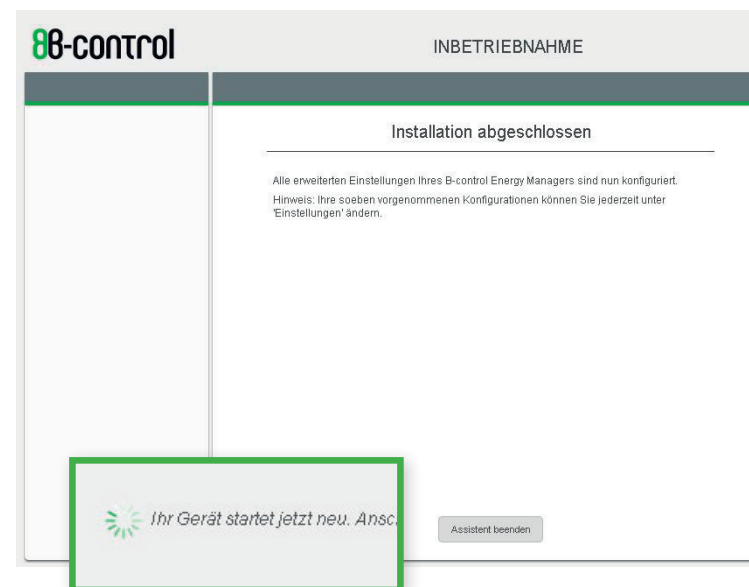 B-control
INBETRIEBNAHME
Installation abgeschlossen
Alle erweiterten Einstellungen Ihres B-control Energy Managers sind nun konfiguriert.
Hinweis: Ihre soeben vorgenommenen Konfigurationen können Sie jederzeit unter
'Einstellungen' ändern.
Ihr Gerät startet jetzt neu. Ansc
Assistent beenden